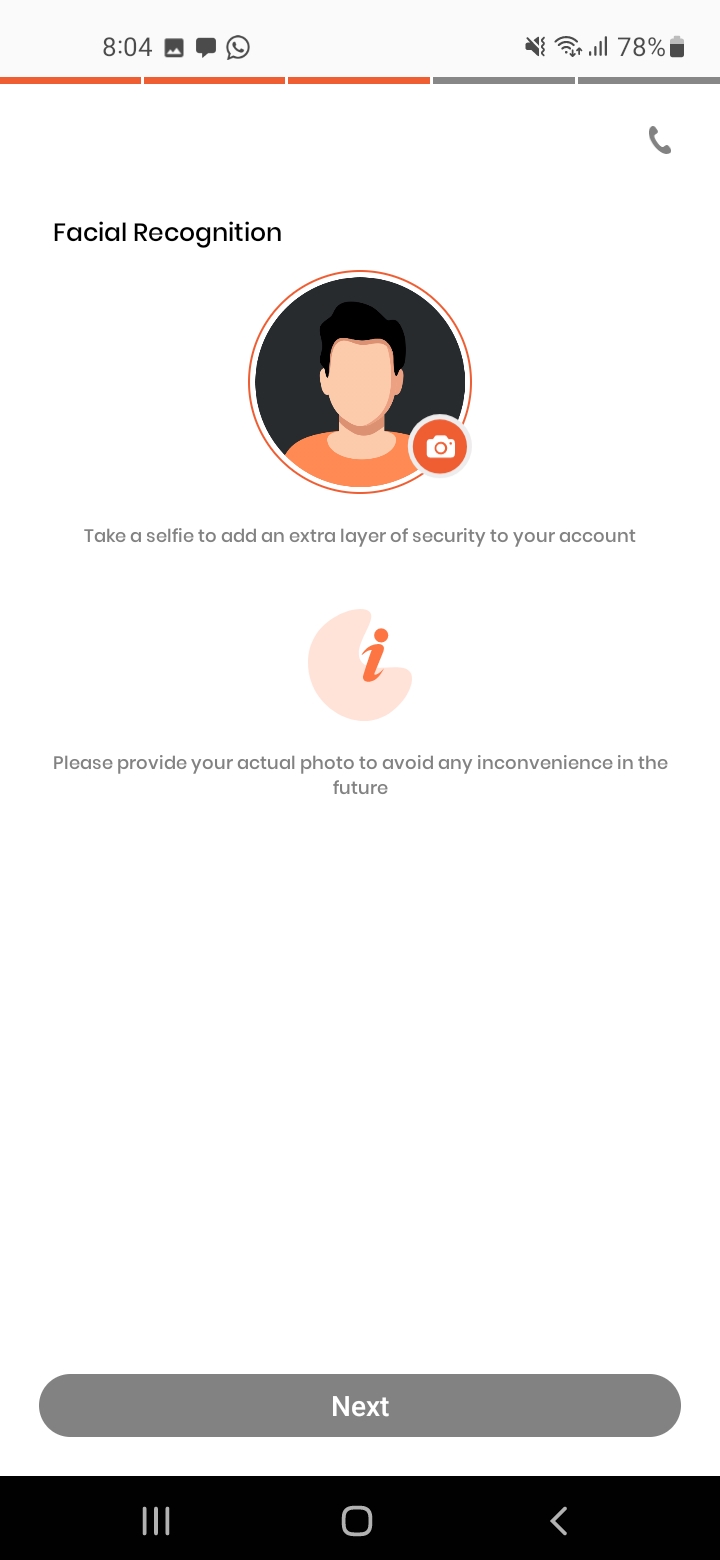 8:04
78%
Facial Recognition
Take a selfie to add an extra layer of security to your account
i
Please provide your actual photo to avoid any inconvenience in the
future
Next